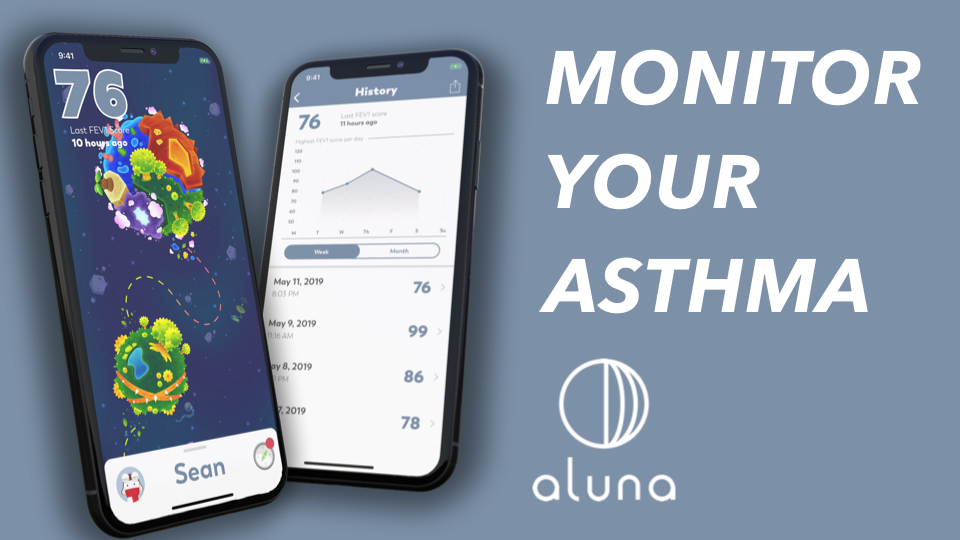 9:41
76
Last FEV1 Score
10 hours ago
Sean
9:41
History
76
Last FEV1 score
11 hours ago
Highest FEV1 score per day
120
110
100
90
80
70
60
50
M T W Th F S Su
Week Month
May 11, 2019
8:03 PM
76
May 9, 2019
11:16 AM
99
ay 8, 2019
PM
86
7, 2019
78
MONITOR
YOUR
ASTHMA
aluna